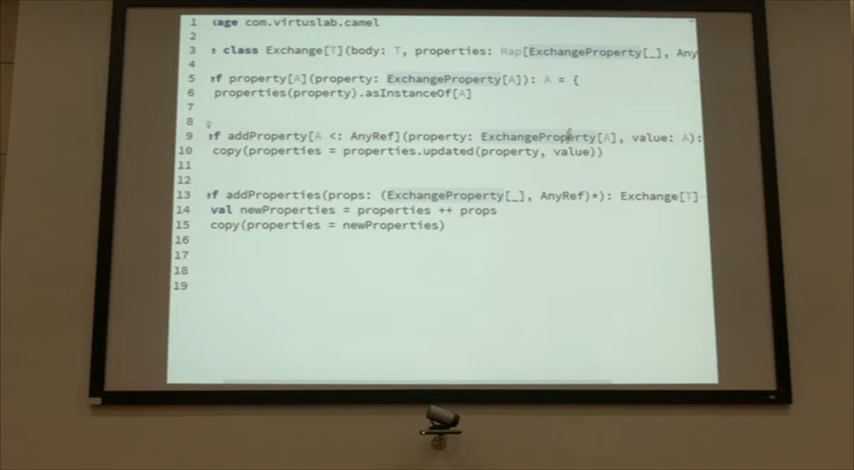 1 ckage com.virtuslab.camel
2
3 e class Exchange[T](body: T, properties: Map[ExchangeProperty[_], Any
4
5 ef property[A](property: ExchangeProperty[A]): A = {
6 properties(property).asInstanceOf[A]
7
8
9 ef addProperty[A <: AnyRef](property: ExchangeProperty[A], value: A):
10 copy(properties = properties.updated(property, value))
11
12
13 ef addProperties(props: (ExchangeProperty[_], AnyRef)*): Exchange[T]
14 val newProperties = properties ++ props
15 copy(properties = newProperties)
16
17
18
19